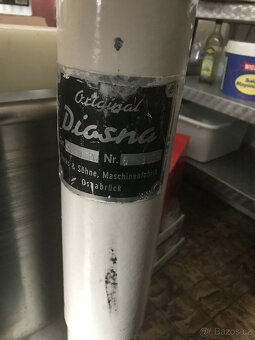 Original
Diosna
Nr.
& Söhne, Maschinenfabrik
Osnabrück
Bazos.cz